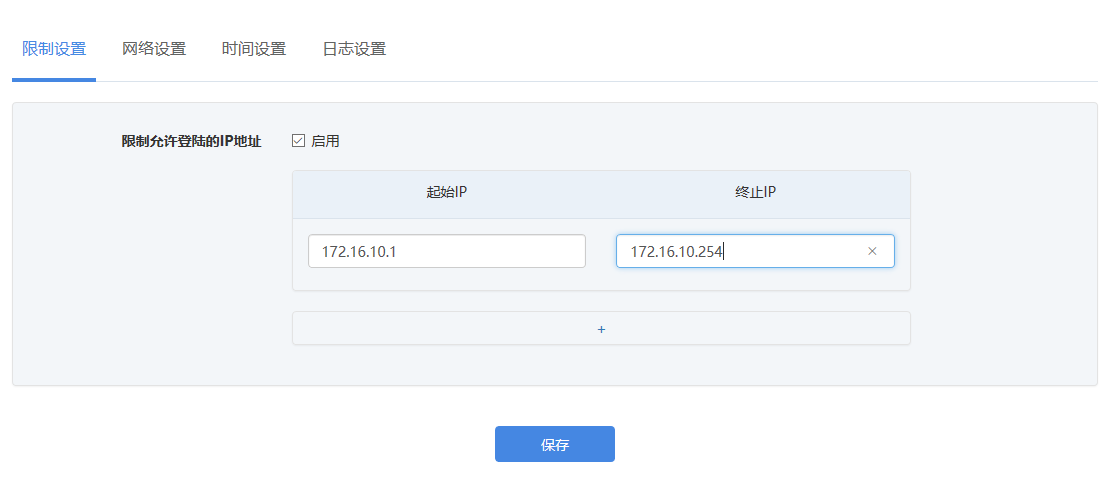 限制设置 网络设置 时间设置 日志设置
限制允许登陆的IP地址 启用
起始IP 终止IP
172.16.10.1 172.16.10.254 ×
+
保存